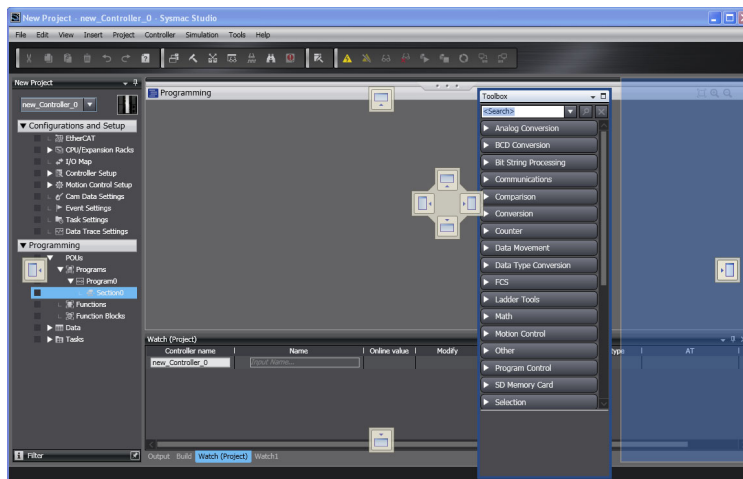 New Project - new_Controller_0 - Sysmac Studio
File Edit View Insert Project Controller Simulation Tools Help
New Project
new_Controller_0
Configurations and Setup
EtherCAT
CPU/Expansion Racks
I/O Map
Controller Setup
Motion Control Setup
Cam Data Settings
Event Settings
Task Settings
Data Trace Settings
Programming
POUs
Programs
Program0
Section0
Functions
Function Blocks
Data
Tasks
Filter
Programming
Toolbox
<Search>
Analog Conversion
BCD Conversion
Bit String Processing
Communications
Comparison
Conversion
Counter
Data Movement
Data Type Conversion
FCS
Ladder Tools
Math
Motion Control
Other
Program Control
SD Memory Card
Selection
Watch (Project)
Controller name Name Online value Modify type AT
new_Controller_0 Input Name...
Output Build Watch (Project) Watch1